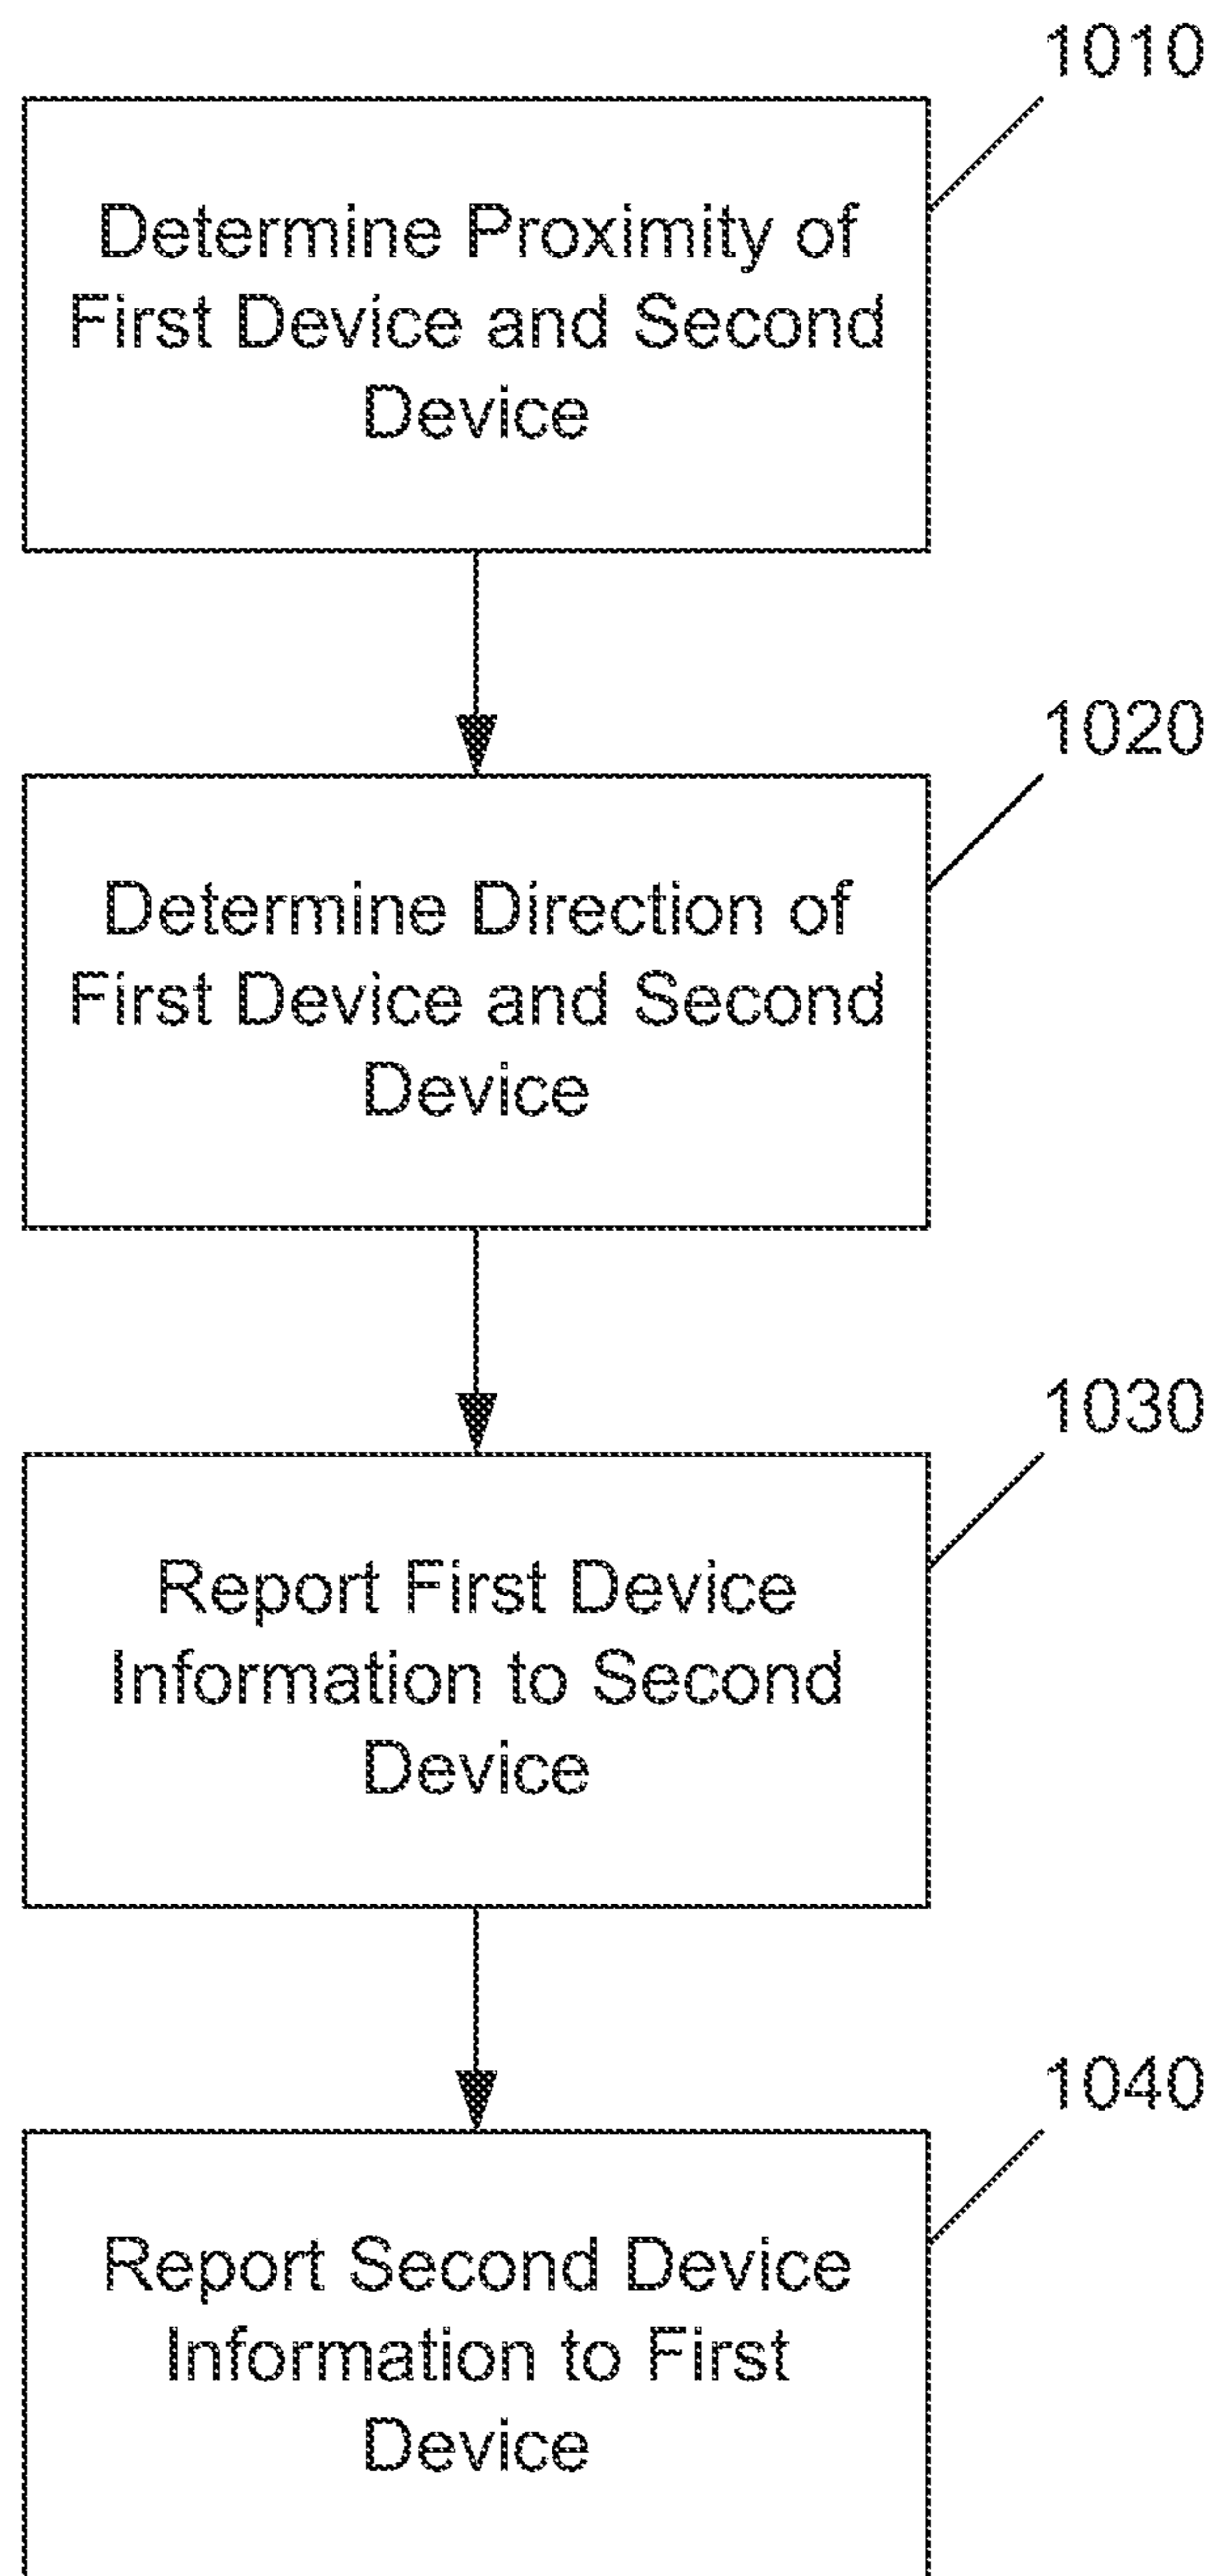 1010
Determine Proximity of
First Device and Second
Device
1020
Determine Direction of
First Device and Second
Device
1030
Report First Device
Information to Second
Device
1040
Report Second Device
Information to First
Device